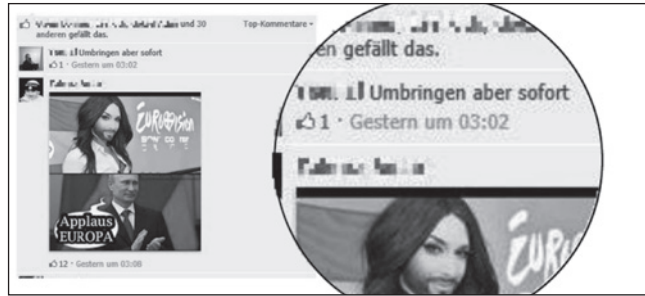 und 30
Top-Kommentare
anderen gefällt das.
Umbringen aber sofort
1 · Gestern um 03:02
EUROVISION
Applaus
EUROPA
12 · Gestern um 03:08
en gefällt das.
Umbringen aber sofort
1 · Gestern um 03:02
EUROV